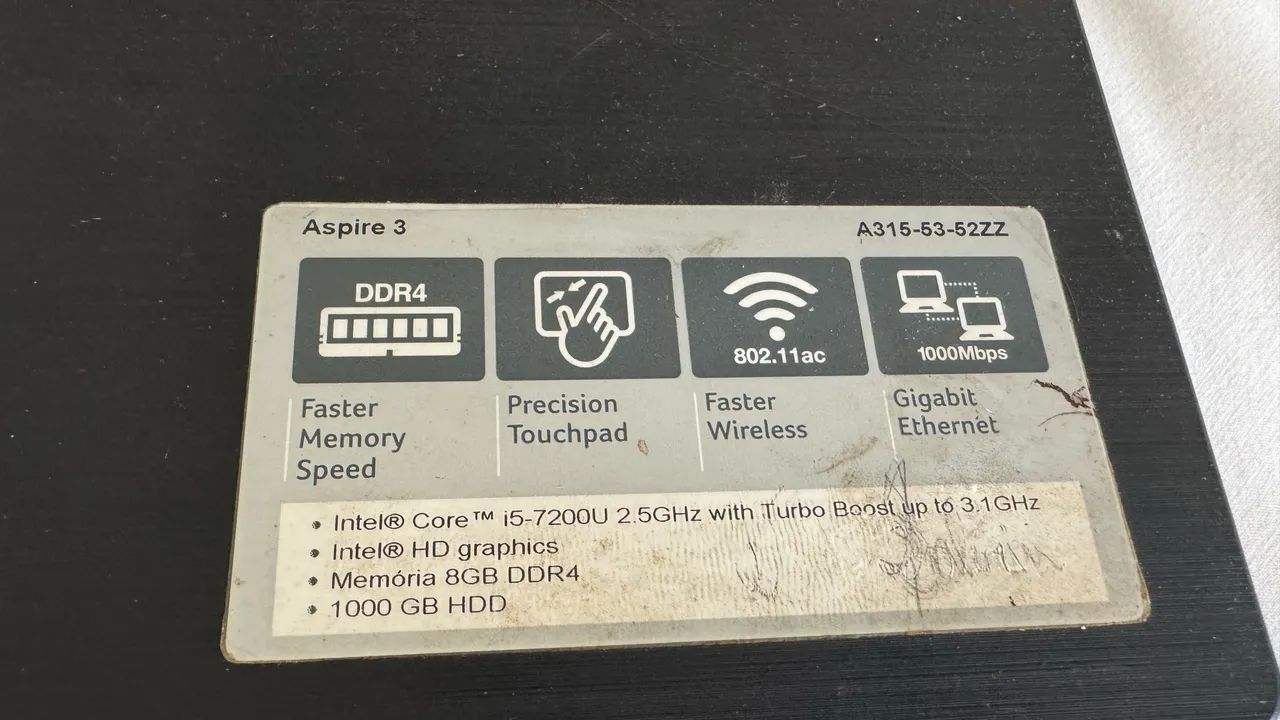 Aspire 3
A315-53-52ZZ
DDR4
802.11ac
1000Mbps
Faster
Memory
Speed
Precision
Touchpad
Faster
Wireless
Gigabit
Ethernet
• Intel® Core™ i5-7200U 2.5GHz with Turbo Boost up to 3.1GHz
• Intel® HD graphics
• Memória 8GB DDR4
• 1000 GB HDD